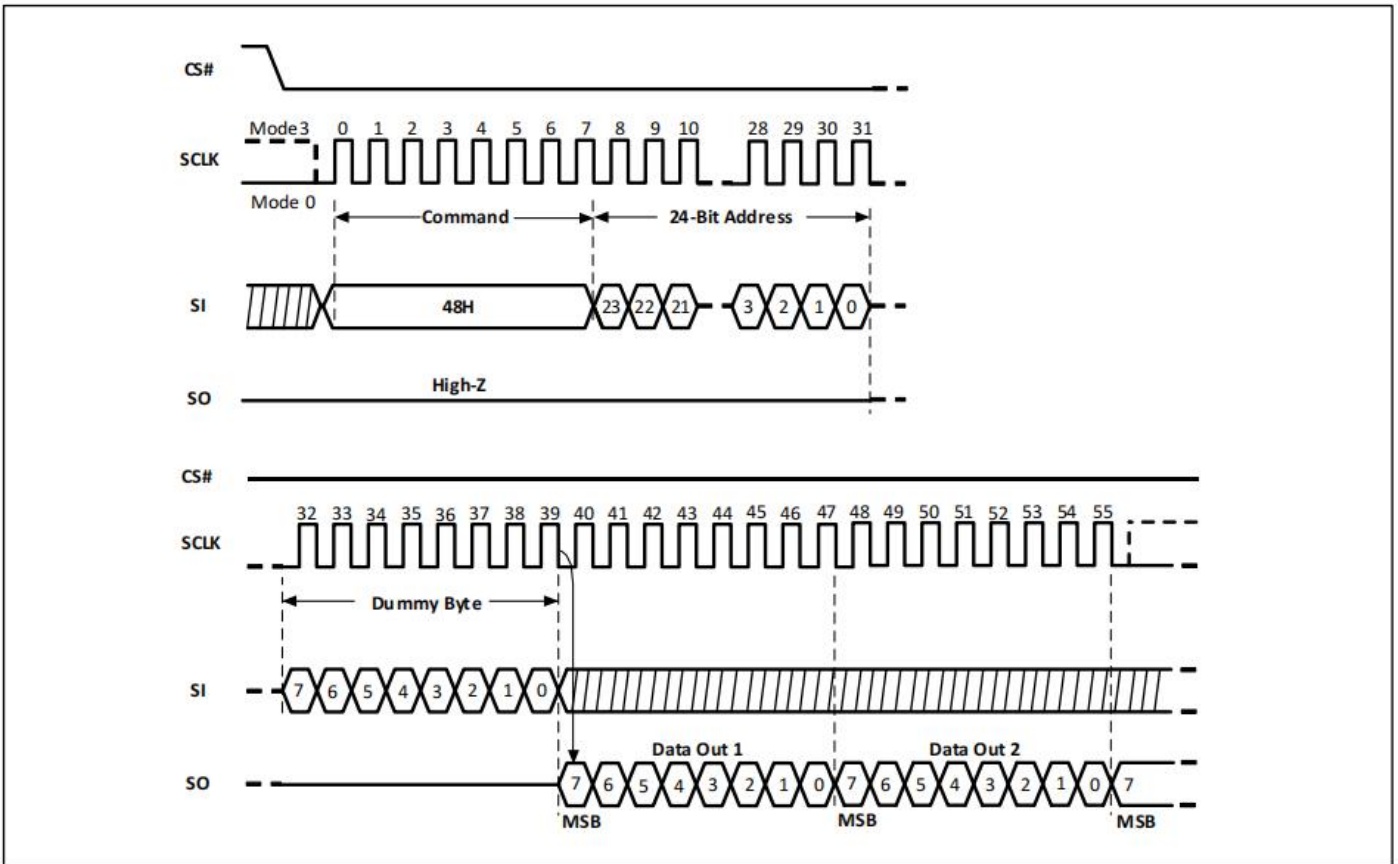 CS#
Mode3 0 1 2 3 4 5 6 7 8 9 10 28 29 30 31
SCLK
Mode 0
Command 24-Bit Address
SI 48H 23 22 21 3 2 1 0
High-Z
SO
CS#
32 33 34 35 36 37 38 39 40 41 42 43 44 45 46 47 48 49 50 51 52 53 54 55
SCLK
Dummy Byte
SI 7 6 5 4 3 2 1 0
Data Out 1 Data Out 2
SO 7 6 5 4 3 2 1 0 7 6 5 4 3 2 1 0 7
MSB MSB MSB